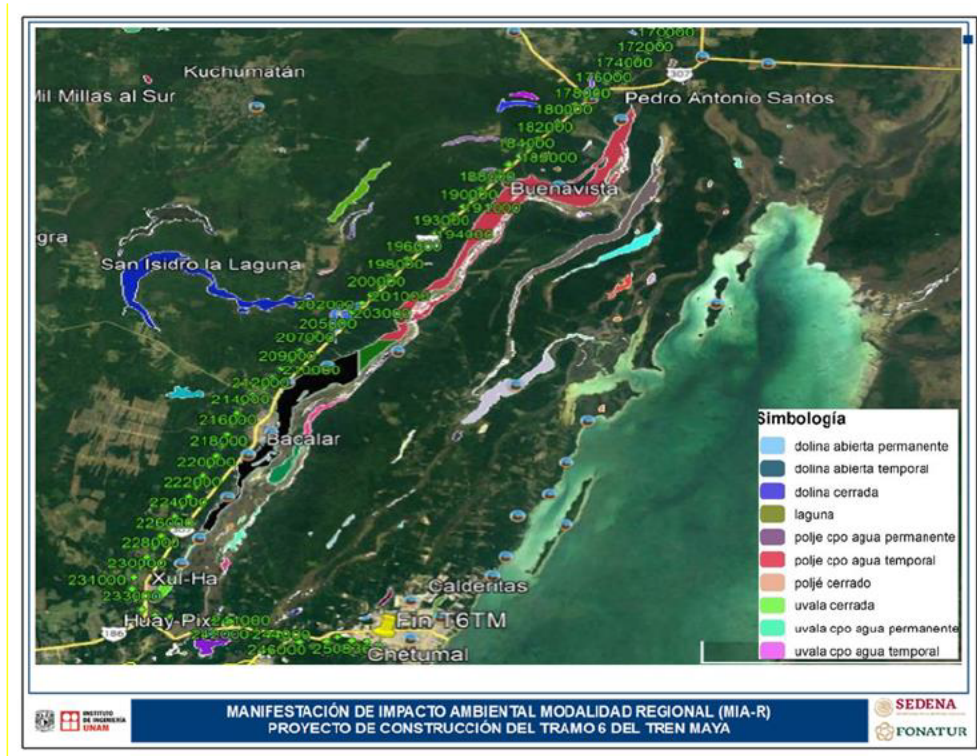 170000
172000
174000
307
176000
Kuchumatán
178000
Mil Millas al Sur
Pedro Antonio Santos
180000
182000
184000
185000
188000
Buenavista
190000
191000
193000
194000
gra
196000
San Isidro la Laguna
198000
200000
201000
202000
203000
205000
207000
209000
210000
212000
214000
216000
Bacalar
218000
220000
222000
224000
226000
307
228000
230000
231000
Xul-Ha
233000
Calderitas
Huay-Pix
241000
Fin T6TM
186
244000
246000
Chetumal
Simbología
dolina abierta permanente
dolina abierta temporal
dolina cerrada
laguna
polje cpo agua permanente
polje cpo agua temporal
poljé cerrado
uvala cerrada
uvala cpo agua permanente
uvala cpo agua temporal
INSTITUTO
DE INGENIERÍA
UNAM
MANIFESTACIÓN DE IMPACTO AMBIENTAL MODALIDAD REGIONAL (MIA-R)
PROYECTO DE CONSTRUCCIÓN DEL TRAMO 6 DEL TREN MAYA
SEDENA
FONATUR